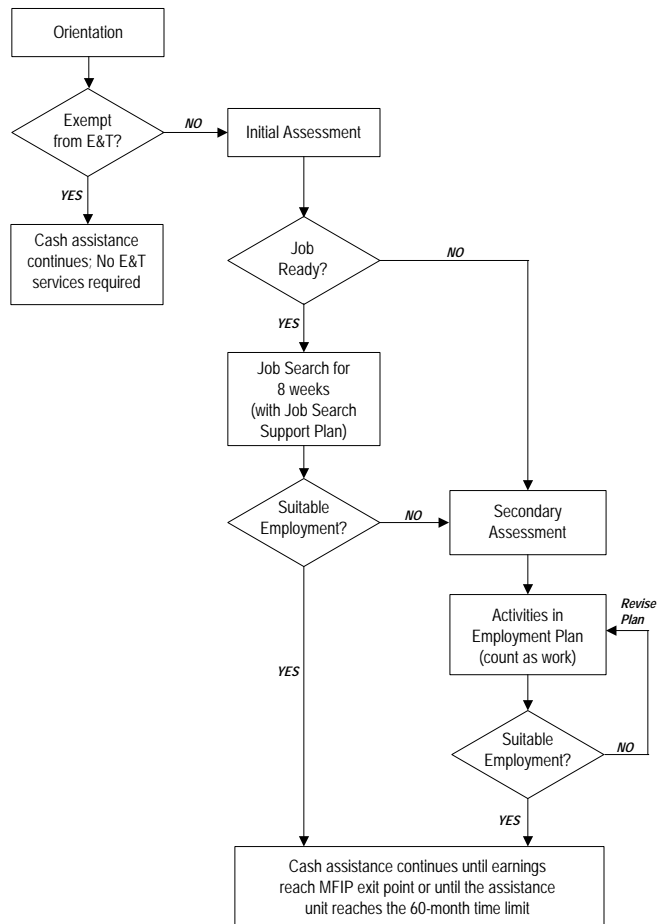 Orientation
Exempt
from E&T?
NO
Initial Assessment
YES
Cash assistance
continues; No E&T
services required
Job
Ready?
NO
YES
Job Search for
8 weeks
(with Job Search
Support Plan)
Suitable
Employment?
NO
Secondary
Assessment
Activities in
Employment Plan
(count as work)
Revise
Plan
YES
Suitable
Employment?
NO
YES
Cash assistance continues until earnings
reach MFIP exit point or until the assistance
unit reaches the 60-month time limit